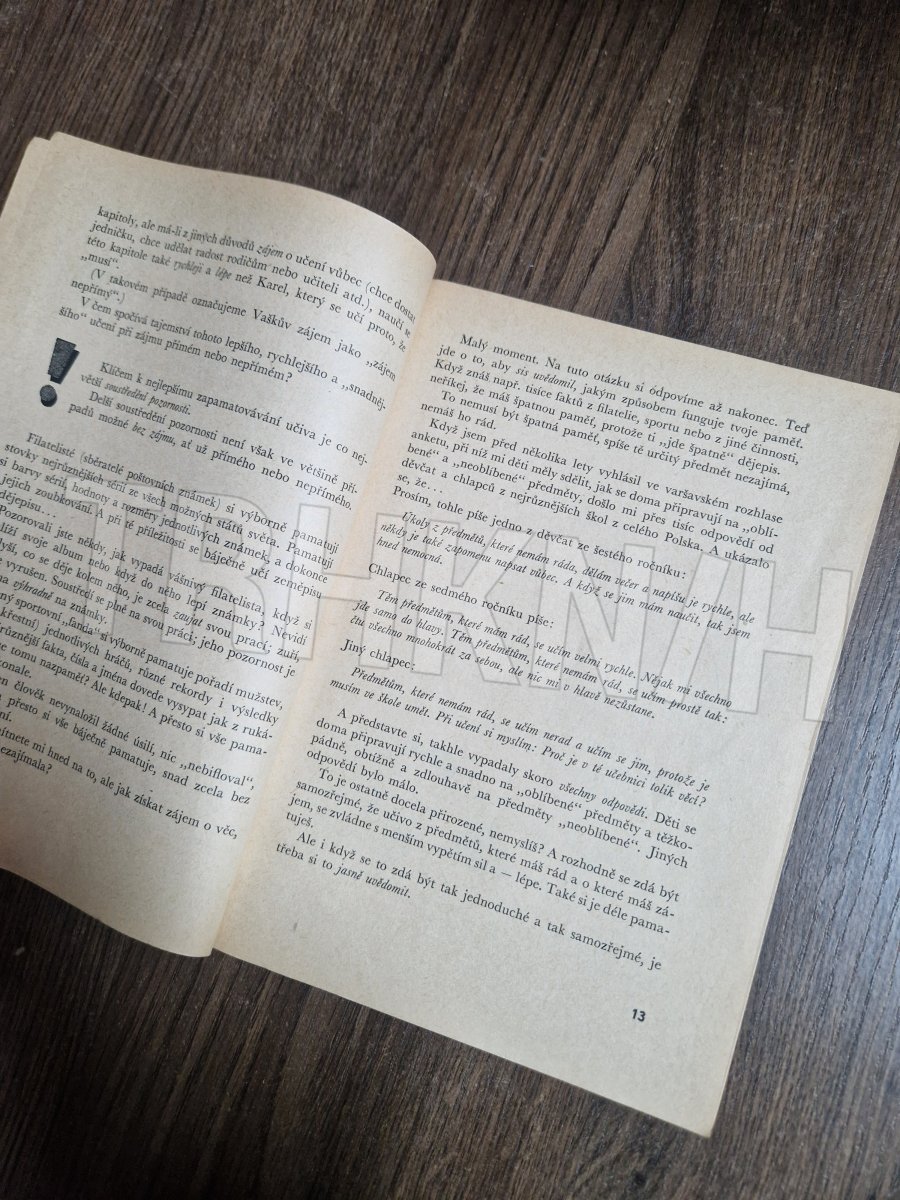 kapitoly, ale má-li z jiných důvodů zájem o učení vůbec (chce dostat
jedničku, chce udělat radost rodičům nebo učiteli atd.), naučí se
této kapitole také rychleji a lépe než Karel, který se učí proto, že
„musí“.
(V takovém případě označujeme Vaškův zájem jako „zájem
nepřímý“.)
V čem spočívá tajemství tohoto lepšího, rychlejšího a „snadněj-
šího“ učení při zájmu přímém nebo nepřímém?
!
Klíčem k nejlepšímu zapamatovávání učiva je co nej-
větší soustředění pozornosti.
Delší soustředění pozornosti není však ve většině pří-
padů možné bez zájmu, ať už přímého nebo nepřímého.
Filatelisté (sběratelé poštovních známek) si výborně pamatují
stovky nejrůznějších sérií ze všech možných států světa. Pamatují
si barvy sérií, hodnoty a rozměry jednotlivých známek, a dokonce
jejich zoubkování. A při té příležitosti se báječně učí zeměpisu
dějepisu...
Pozorovali jste někdy, jak vypadá vášnivý filatelista, když si
líží svoje album nebo když do něho lepí známky? Nevidí
yší, co se děje kolem něho, je zcela zaujat svou prací; zuří,
e vyrušen. Soustředí se plně na svou práci; jeho pozornost je
na výhradně na známky.
ný sportovní „fanda“ si výborně pamatuje pořadí mužstev,
křestní) jednotlivých hráčů, různé rekordy i výsledky
různější fakta, čísla a jména dovede vysypat jak z ruká-
e tomu nazpaměť? Ale kdepak! A přesto si vše pama-
onale.
en člověk nevynaložil žádné úsilí, nic „nebifloval“,
přesto si vše báječně pamatuje, snad zcela bez
ní.
ítnete mi hned na to, ale jak získat zájem o věc,
ezajímala?
Malý moment. Na tuto otázku si odpovíme až nakonec. Teď
jde o to, aby sis uvědomil, jakým způsobem funguje tvoje paměť.
Když znáš např. tisíce faktů z filatelie, sportu nebo z jiné činnosti,
neříkej, že máš špatnou paměť, protože ti „jde špatně“ dějepis.
To nemusí být špatná paměť, spíše tě určitý předmět nezajímá,
nemáš ho rád.
Když jsem před několika lety vyhlásil ve varšavském rozhlase
anketu, při níž mi děti měly sdělit, jak se doma připravují na „oblí-
bené“ a „neoblíbené“ předměty, došlo mi přes tisíc odpovědí od
děvčat a chlapců z nejrůznějších škol z celého Polska. A ukázalo
se, že...
Prosím, tohle píše jedno z děvčat ze šestého ročníku:
Úkoly z předmětů, které nemám ráda, dělám večer a napíšu je rychle, ale
někdy je také zapomenu napsat vůbec. A když se jim mám naučit, tak jsem
hned nemocná.
Chlapec ze sedmého ročníku píše:
Těm předmětům, které mám rád, se učím velmi rychle. Nějak mi všechno
jde samo do hlavy. Těm předmětům, které nemám rád, se učím prostě tak:
čtu všechno mnohokrát za sebou, ale nic mi v hlavě nezůstane.
Jiný chlapec:
Předmětům, které nemám rád, se učím nerad a učím se jim, protože je
musím ve škole umět. Při učení si myslím: Proč je v té učebnici tolik věcí?
A představte si, takhle vypadaly skoro všechny odpovědi. Děti se
doma připravují rychle a snadno na „oblíbené“ předměty a těžko-
pádně, obtížně a zdlouhavě na předměty „neoblíbené“. Jiných
odpovědí bylo málo.
To je ostatně docela přirozené, nemyslíš? A rozhodně se zdá být
samozřejmé, že učivo z předmětů, které máš rád a o které máš zá-
jem, se zvládne s menším vypětím sil a — lépe. Také si je déle pama-
tuješ.
Ale i když se to zdá být tak jednoduché a tak samozřejmé, je
třeba si to jasně uvědomit.
13